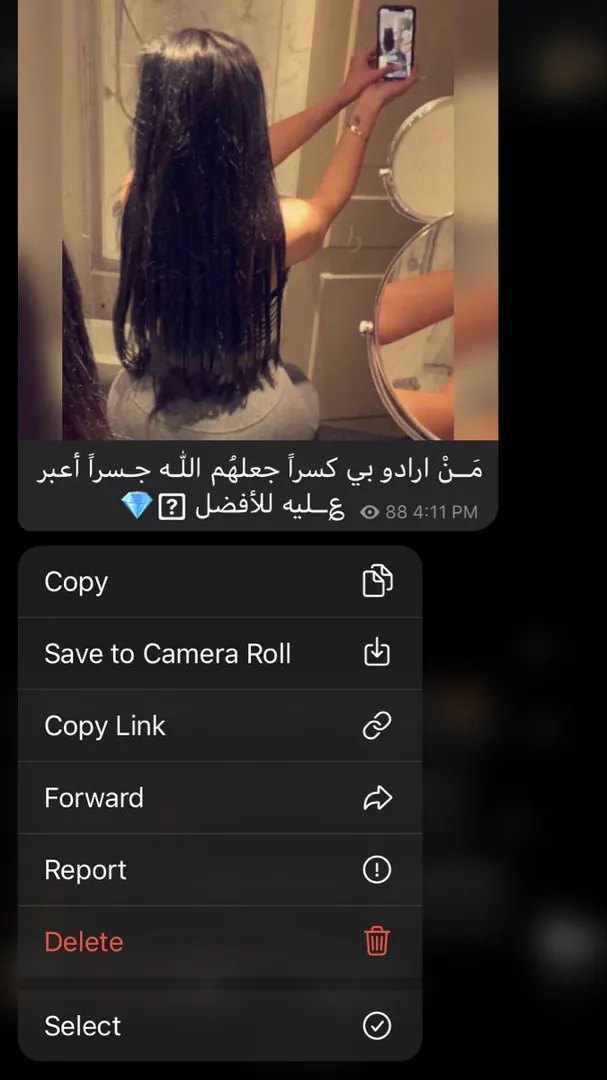 مَــنْ ارادو بي كسراً جعلهُم اللّـه جـسراً أعبر
عـليه للأفضل ⍰💎 88 4:11 PM
Copy
Save to Camera Roll
Copy Link
Forward
Report
Delete
Select